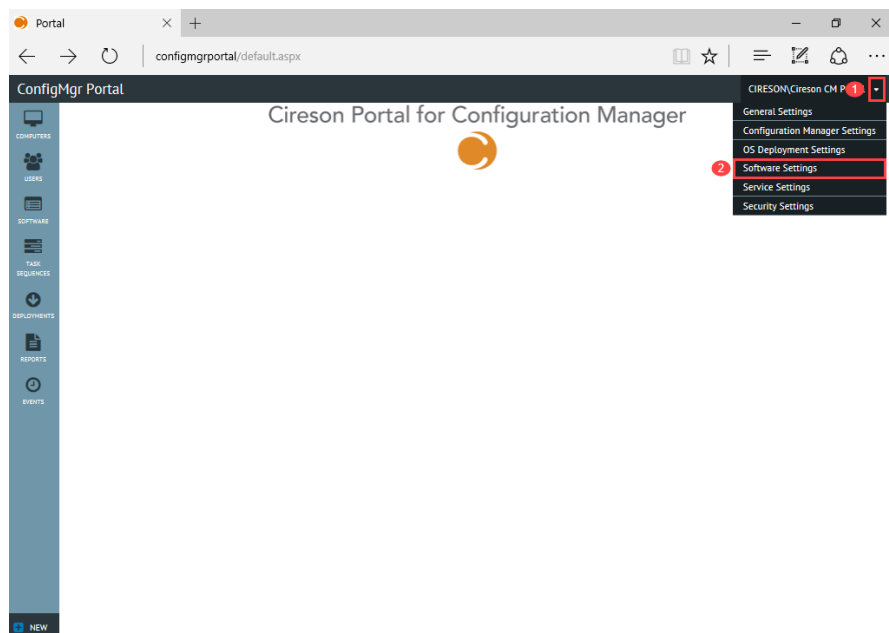 Portal
configmgrportal/default.aspx
ConfigMgr Portal
CIRESON\Cireson CM P
1
General Settings
Configuration Manager Settings
OS Deployment Settings
2
Software Settings
Service Settings
Security Settings
Cireson Portal for Configuration Manager
COMPUTERS
USERS
SOFTWARE
TASK
SEQUENCES
DEPLOYMENTS
REPORTS
EVENTS
NEW